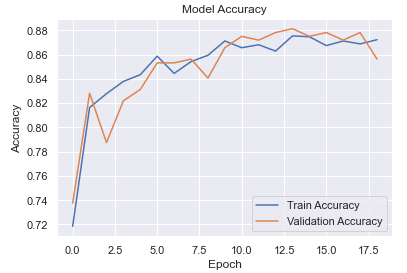 Model Accuracy
Accuracy
0.88
0.86
0.84
0.82
0.80
0.78
0.76
0.74
0.72
Train Accuracy
Validation Accuracy
0.0 2.5 5.0 7.5 10.0 12.5 15.0 17.5
Epoch